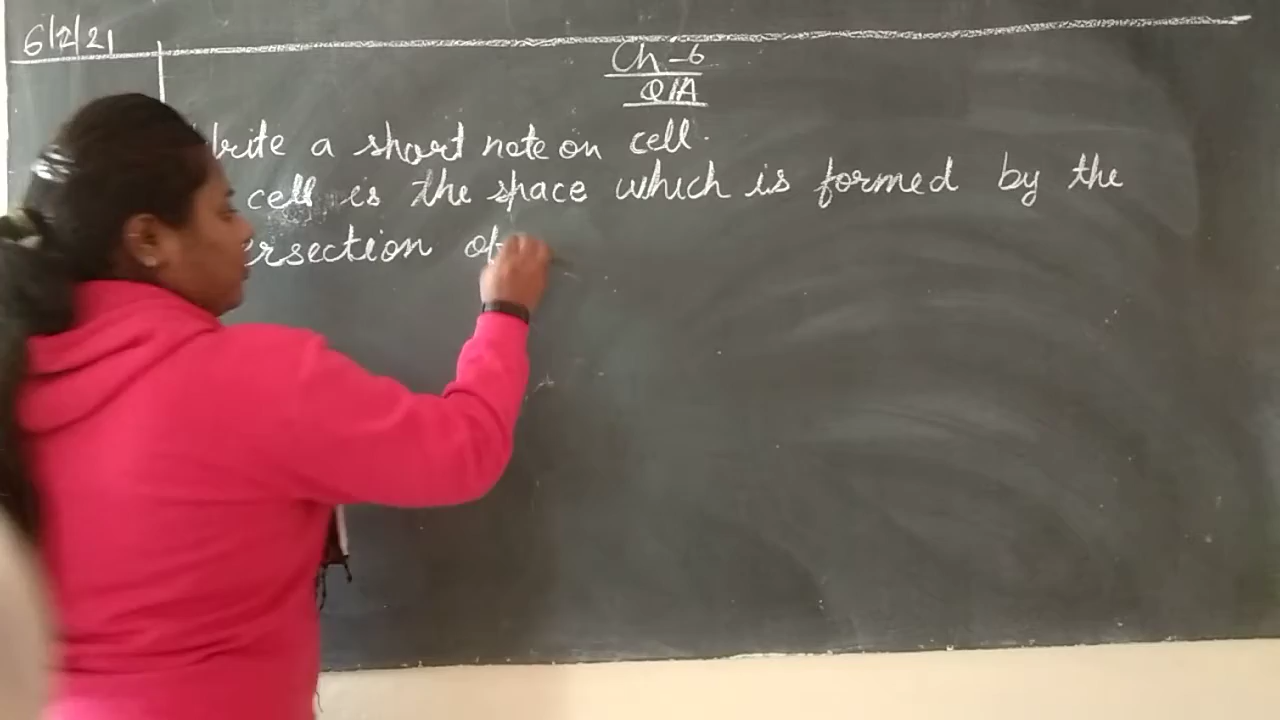 6/2/21
Ch-6
Q/A
Write a short note on cell.
cell is the space which is formed by the
ersection of